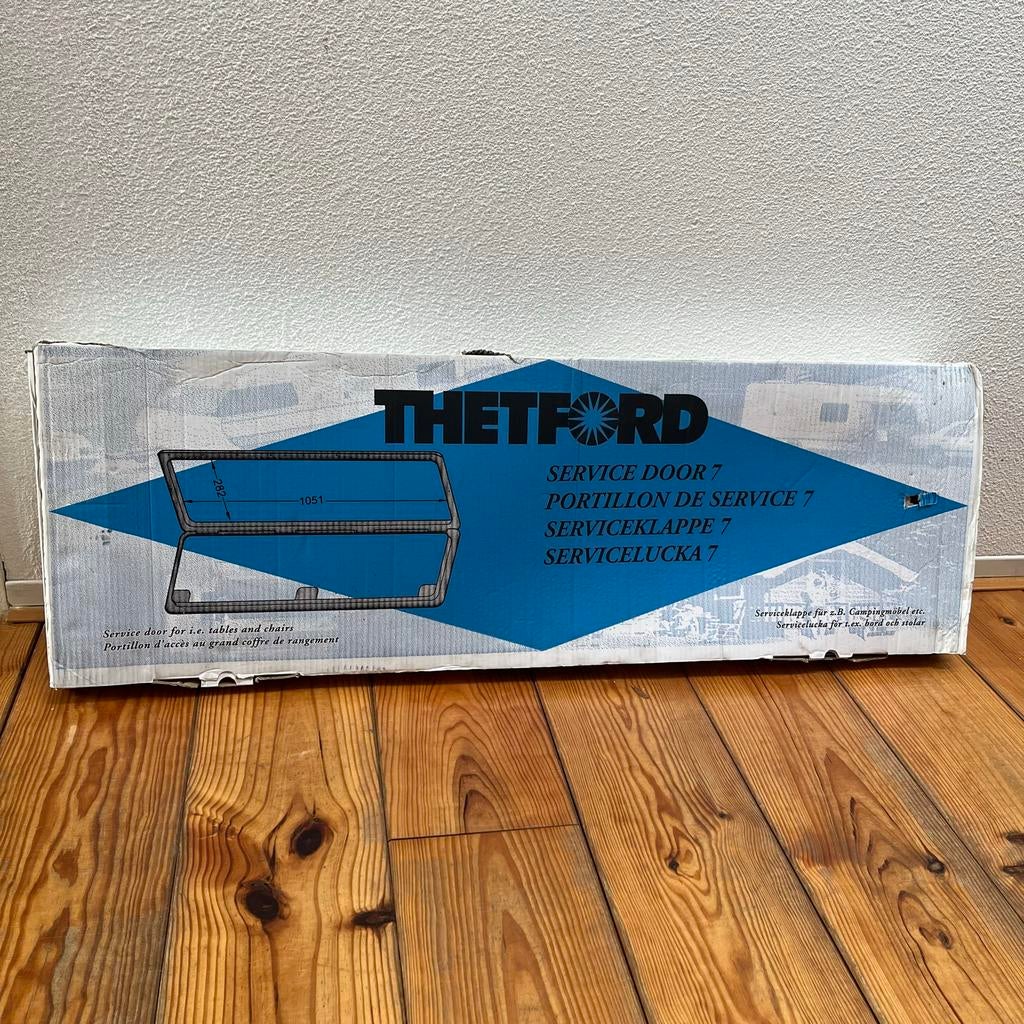 THETFORD
SERVICE DOOR 7
PORTILLON DE SERVICE 7
SERVICEKLAPPE 7
SERVICELUCKA 7
282
1051
Service door for i.e. tables and chairs
Portillon d'accès au grand coffre de rangement
Serviceklappe für z.B. Campingmöbel etc.
Servicelucka för t.ex. bord och stolar